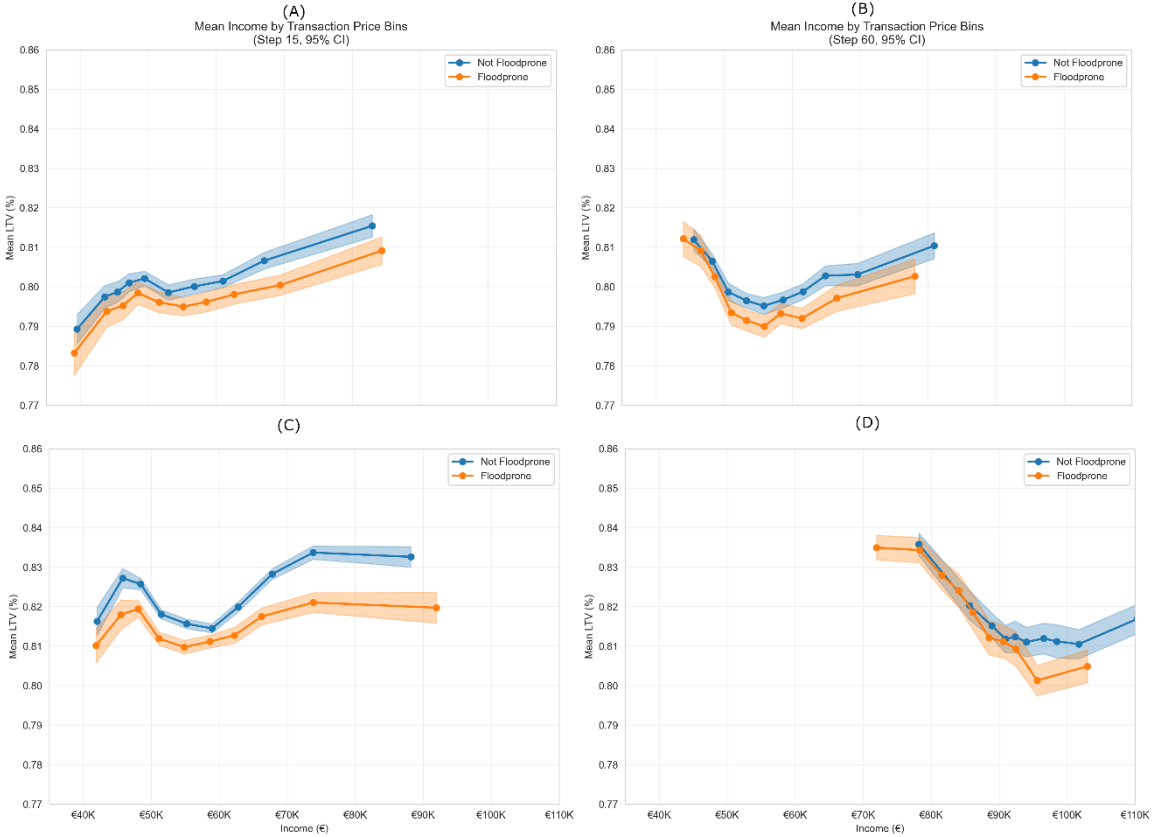 (A)
Mean Income by Transaction Price Bins
(Step 15, 95% CI)
0.86
0.85
0.84
0.83
0.82
0.81
0.80
0.79
0.78
0.77
Mean LTV (%)
Not Floodprone
Floodprone
(B)
Mean Income by Transaction Price Bins
(Step 60, 95% CI)
0.86
0.85
0.84
0.83
0.82
0.81
0.80
0.79
0.78
0.77
Mean LTV (%)
Not Floodprone
Floodprone
(C)
0.86
0.85
0.84
0.83
0.82
0.81
0.80
0.79
0.78
0.77
Mean LTV (%)
Not Floodprone
Floodprone
€40K €50K €60K €70K €80K €90K €100K €110K
Income (€)
(D)
0.86
0.85
0.84
0.83
0.82
0.81
0.80
0.79
0.78
0.77
Mean LTV (%)
Not Floodprone
Floodprone
€40K €50K €60K €70K €80K €90K €100K €110K
Income (€)